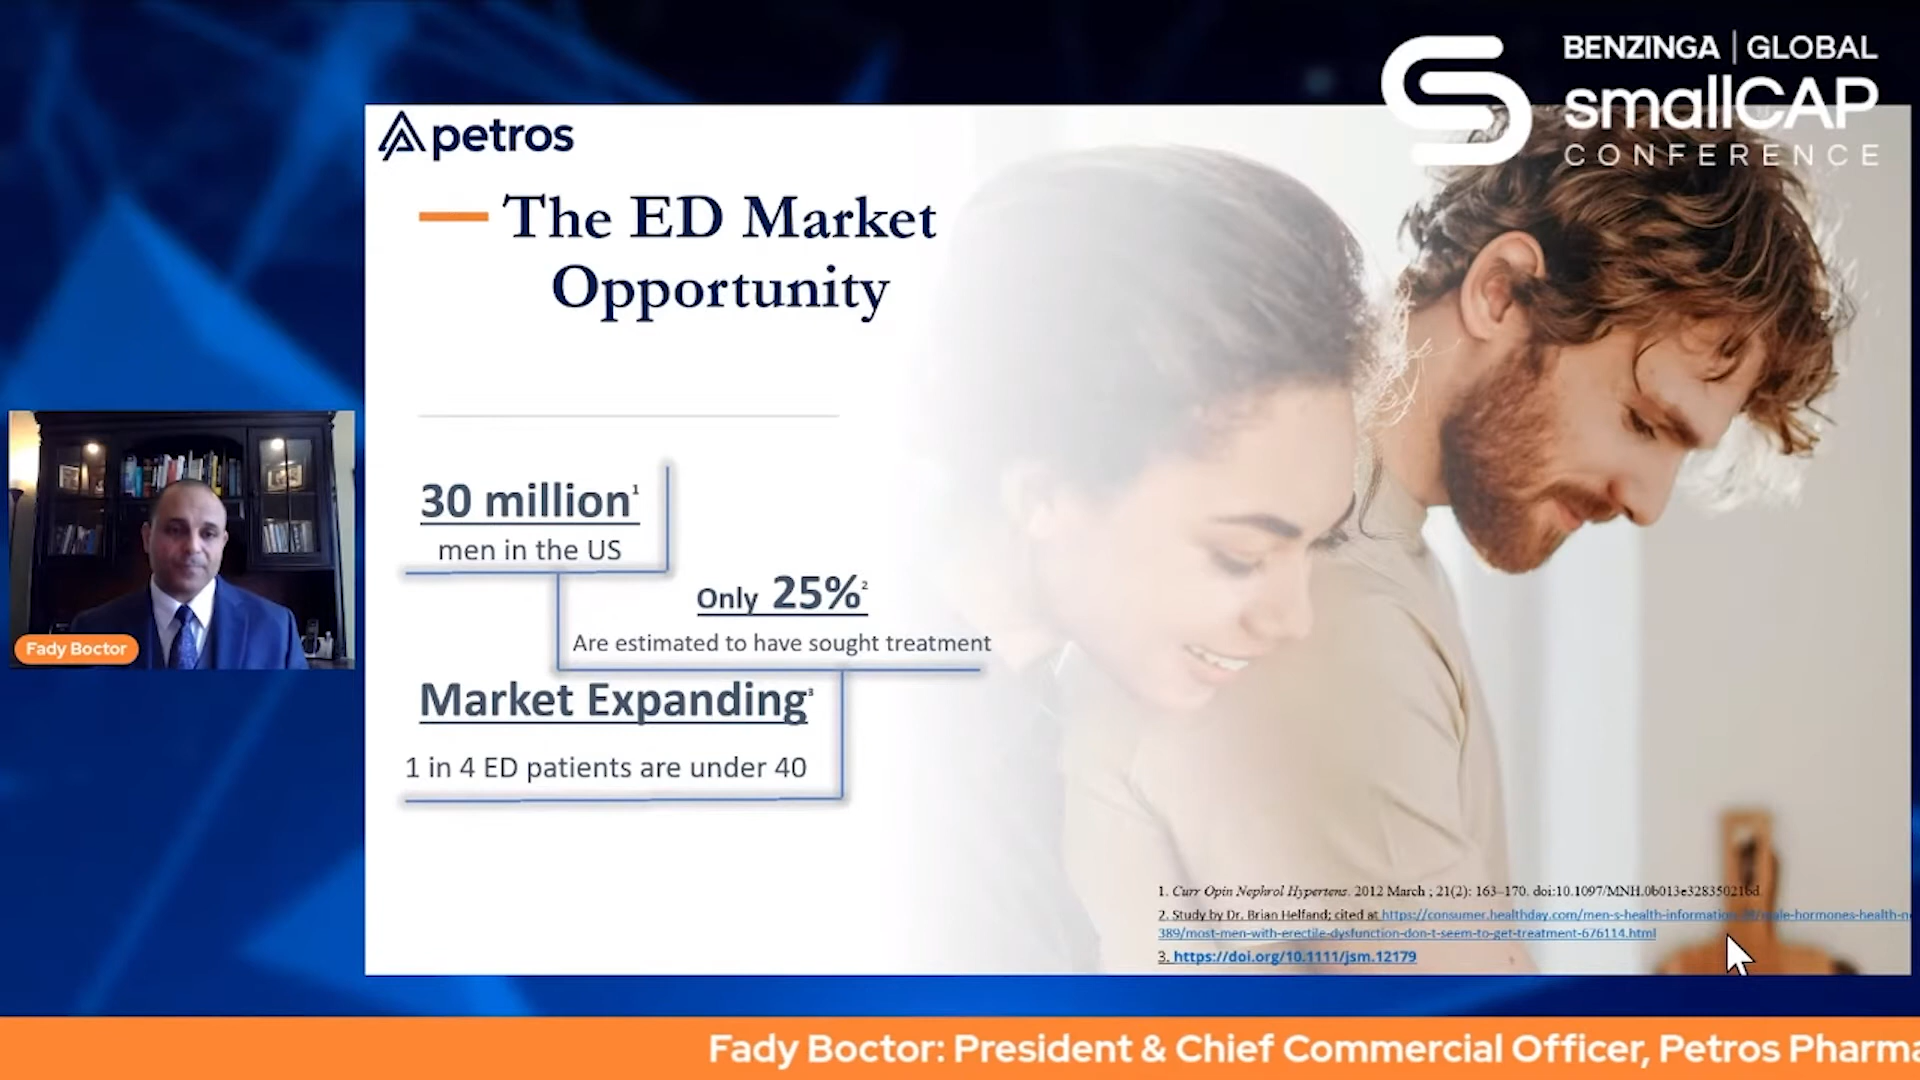 BENZINGA | GLOBAL
smallCAP
CONFERENCE
petros
The ED Market
Opportunity
30 million¹
men in the US
Only 25%²
Are estimated to have sought treatment
Market Expanding³
1 in 4 ED patients are under 40
Fady Boctor
1. Curr Opin Nephrol Hypertens. 2012 March ; 21(2): 163–170. doi:10.1097/MNH.0b013e32835021bd.
2. Study by Dr. Brian Helfand; cited at https://consumer.healthday.com/men-s-health-information-
389/most-men-with-erectile-dysfunction-don-t-seem-to-get-treatment-676114.html
3. https://doi.org/10.1111/jsm.12179
Fady Boctor: President & Chief Commercial Officer, Petros Pharma